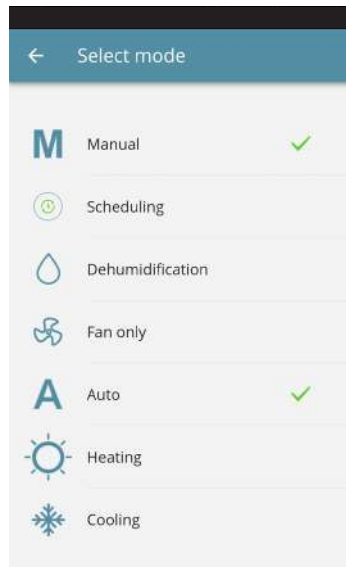 Select mode
M Manual
Scheduling
Dehumidification
Fan only
A Auto
Heating
Cooling